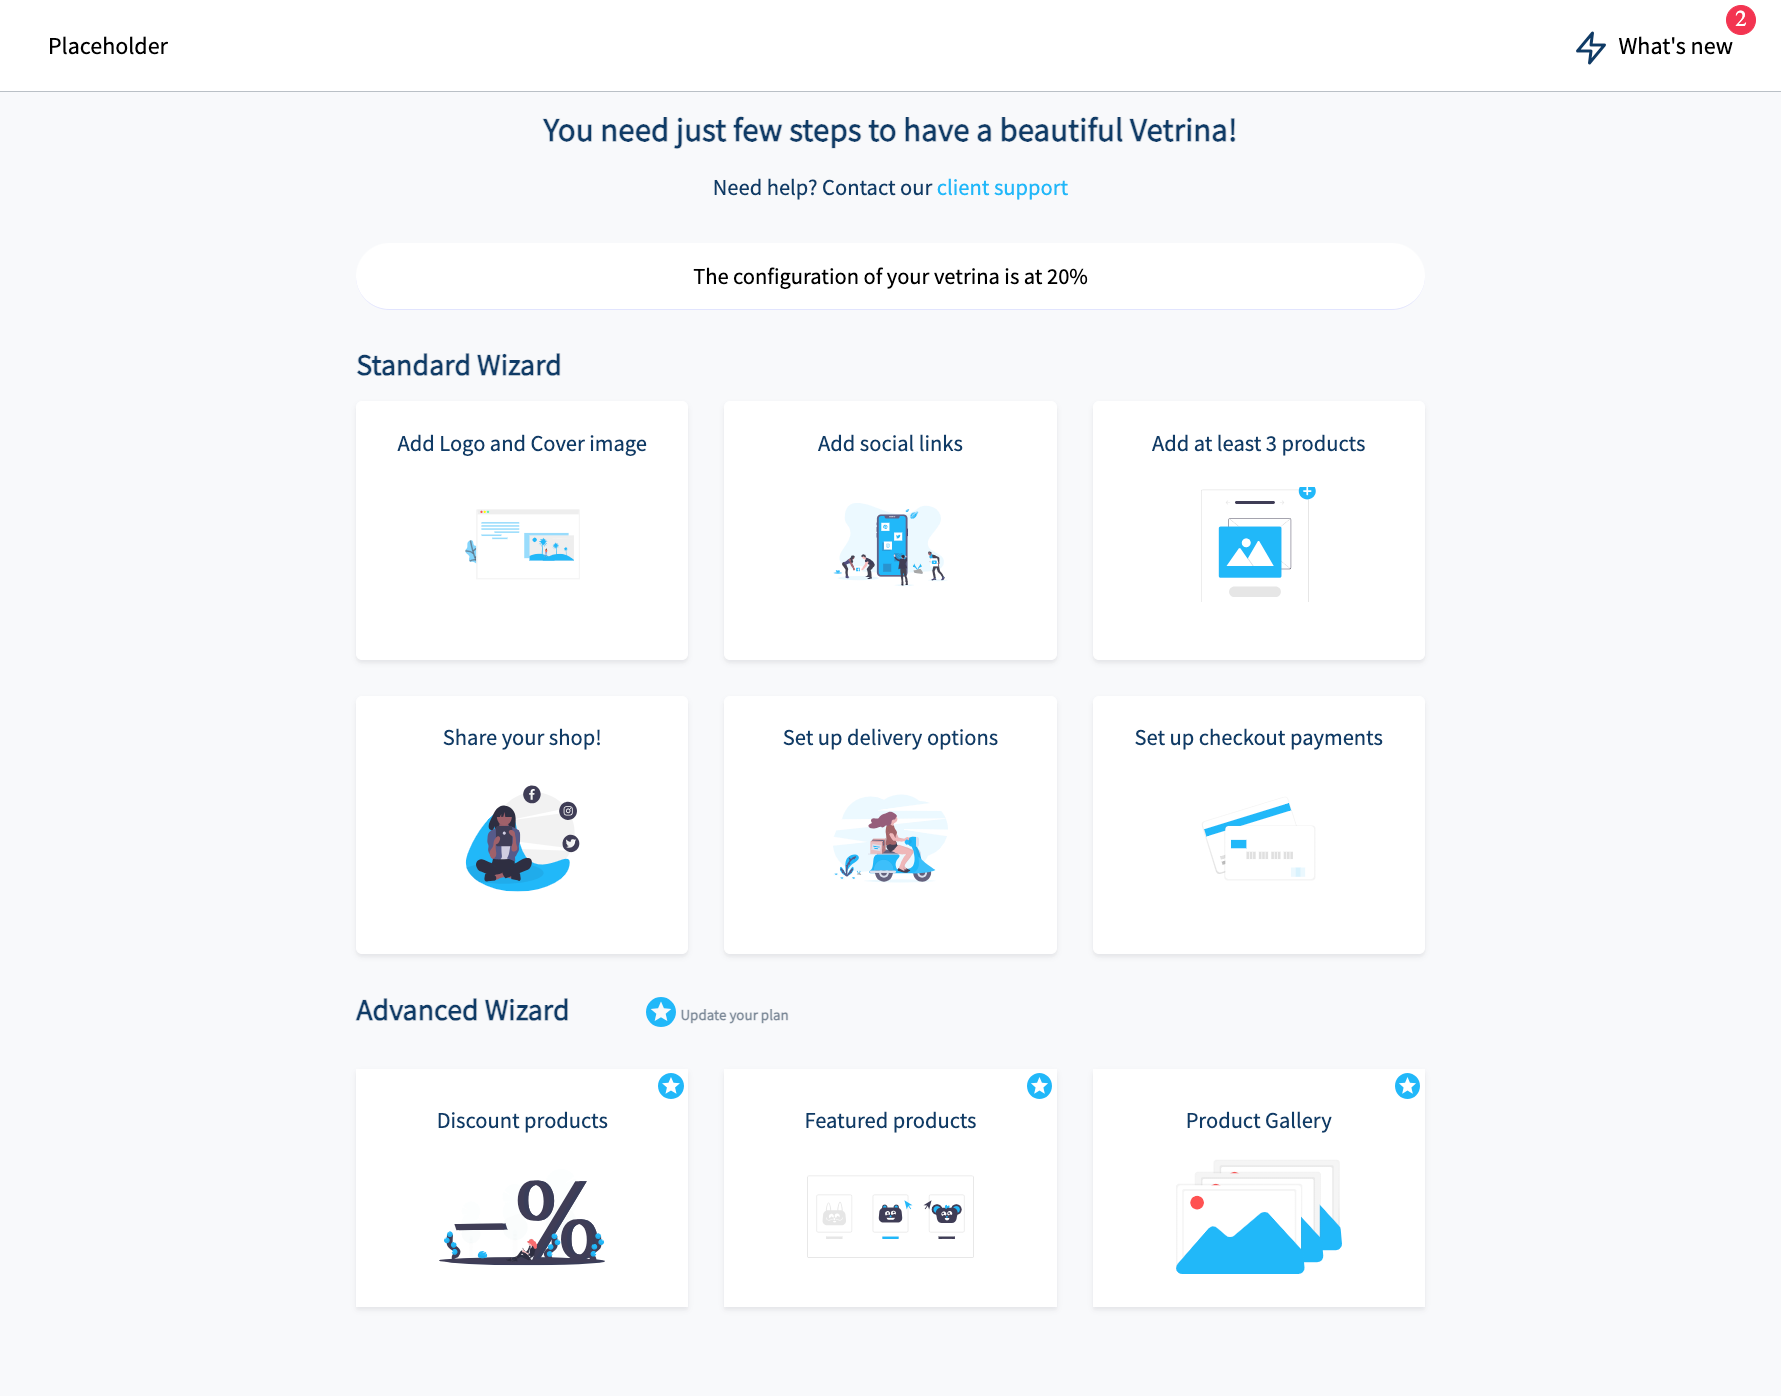 Placeholder
What's new
2
You need just few steps to have a beautiful Vetrina!
Need help? Contact our client support
The configuration of your vetrina is at 20%
Standard Wizard
Add Logo and Cover image
Add social links
Add at least 3 products
Share your shop!
Set up delivery options
Set up checkout payments
Advanced Wizard
Update your plan
Discount products
Featured products
Product Gallery
-%